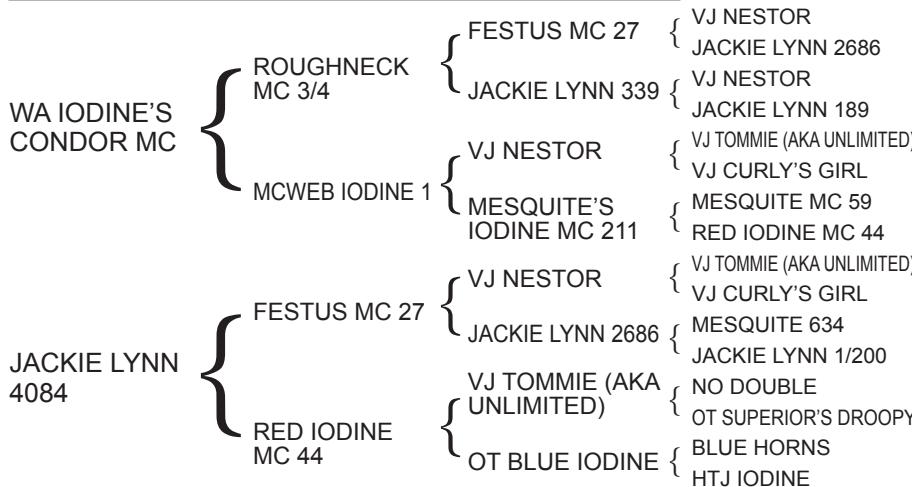 WA IODINE'S
CONDOR MC
JACKIE LYNN
4084
ROUGHNECK
MC 3/4
MCWEB IODINE 1
FESTUS MC 27
RED IODINE
MC 44
FESTUS MC 27
JACKIE LYNN 339
VJ NESTOR
MESQUITE'S
IODINE MC 211
VJ NESTOR
JACKIE LYNN 2686
VJ TOMMIE (AKA
UNLIMITED)
OT BLUE IODINE
VJ NESTOR
JACKIE LYNN 2686
VJ NESTOR
JACKIE LYNN 189
VJ TOMMIE (AKA UNLIMITED)
VJ CURLY'S GIRL
MESQUITE MC 59
RED IODINE MC 44
VJ TOMMIE (AKA UNLIMITED)
VJ CURLY'S GIRL
MESQUITE 634
JACKIE LYNN 1/200
NO DOUBLE
OT SUPERIOR'S DROOPY
BLUE HORNS
HTJ IODINE